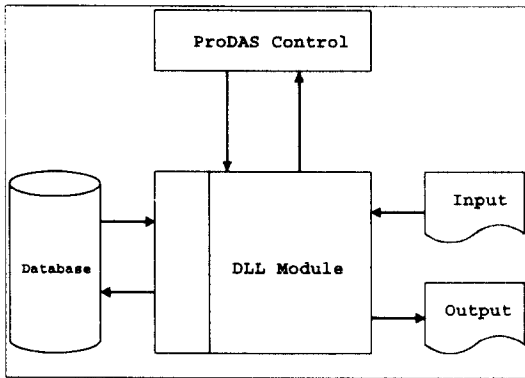 ProDAS Control
Input
Database
DLL Module
Output